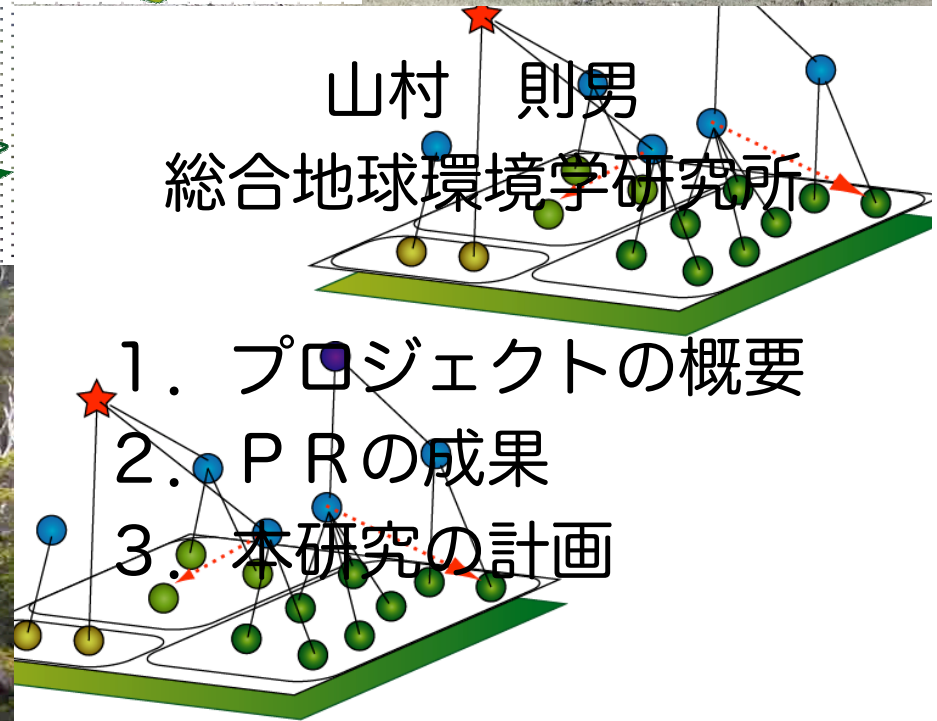 山村　則男
総合地球環境学研究所
１．プロジェクトの概要
２．ＰＲの成果
３．本研究の計画